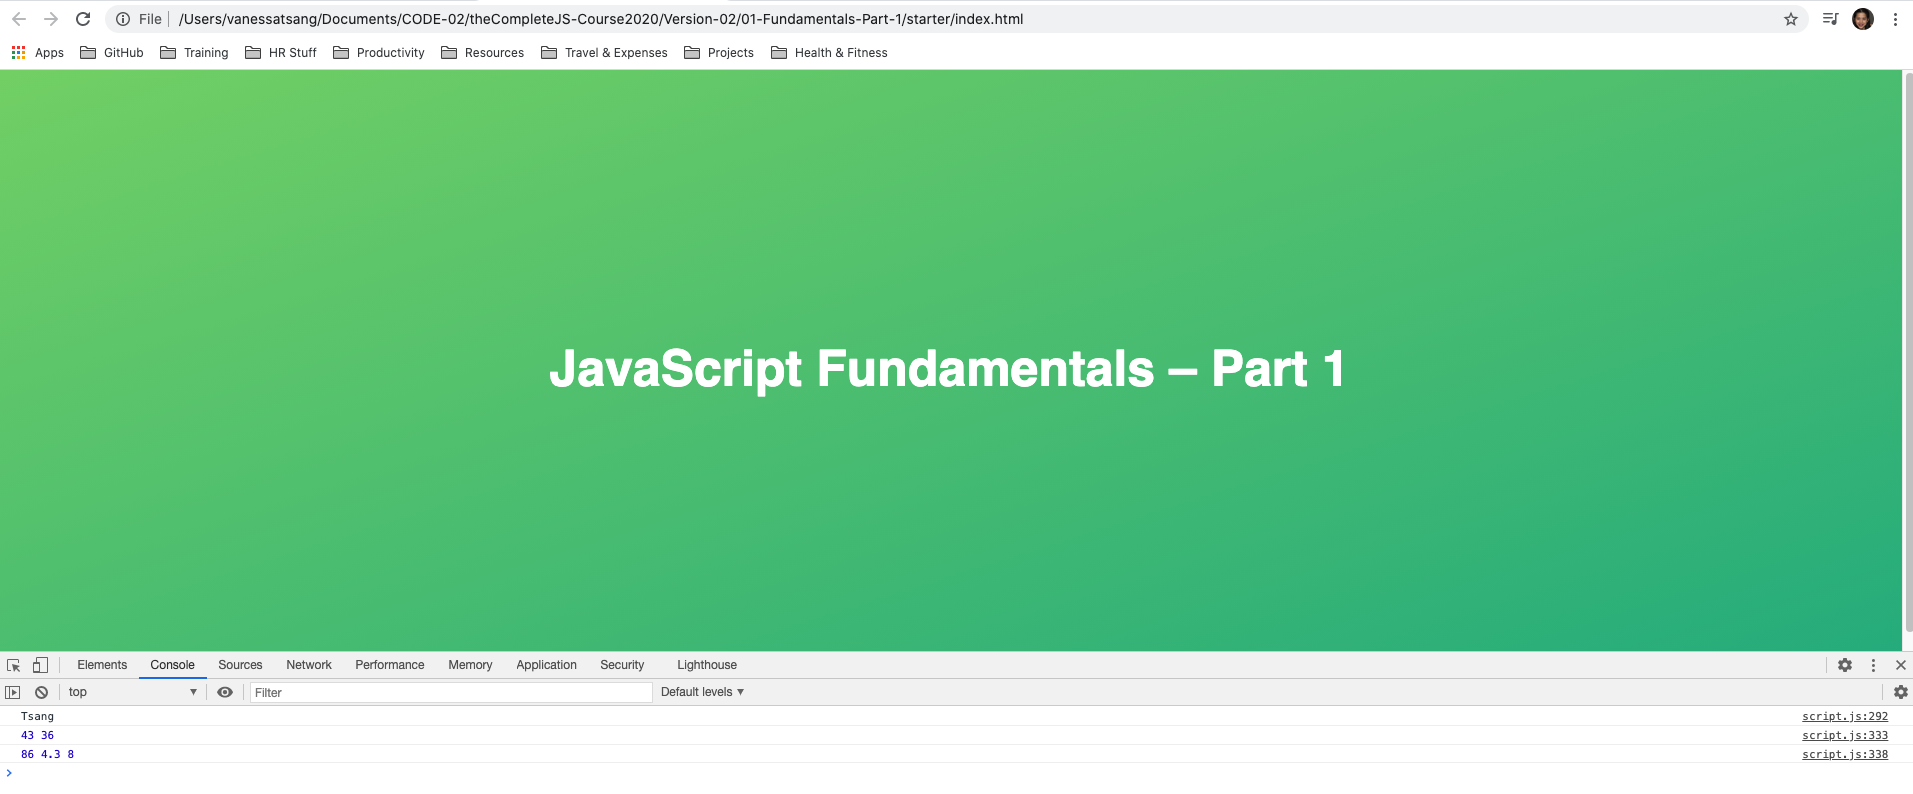 File /Users/vanessatsang/Documents/CODE-02/theCompleteJS-Course2020/Version-02/01-Fundamentals-Part-1/starter/index.html
Apps GitHub Training HR Stuff Productivity Resources Travel & Expenses Projects Health & Fitness
JavaScript Fundamentals – Part 1
Elements Console Sources Network Performance Memory Application Security Lighthouse
top Filter Default levels
Tsang script.js:292
43 36 script.js:333
86 4.3 8 script.js:338